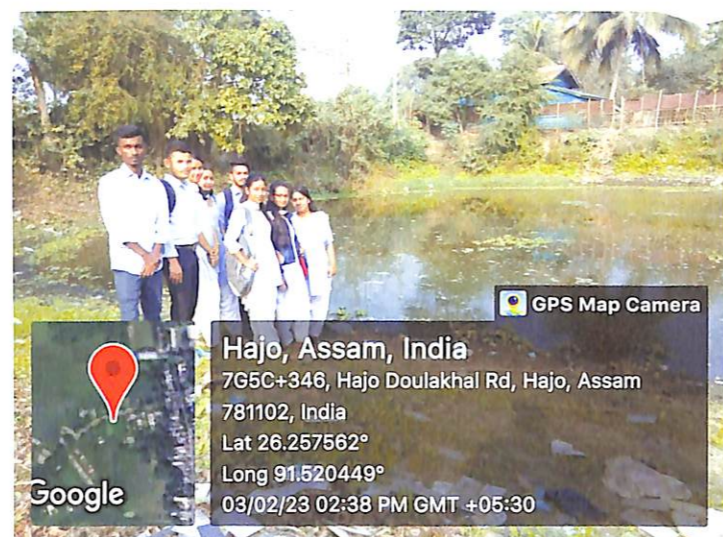 GPS Map Camera
Hajo, Assam, India
7G5C+346, Hajo Doulakhal Rd, Hajo, Assam
781102, India
Lat 26.257562°
Long 91.520449°
03/02/23 02:38 PM GMT +05:30
Google